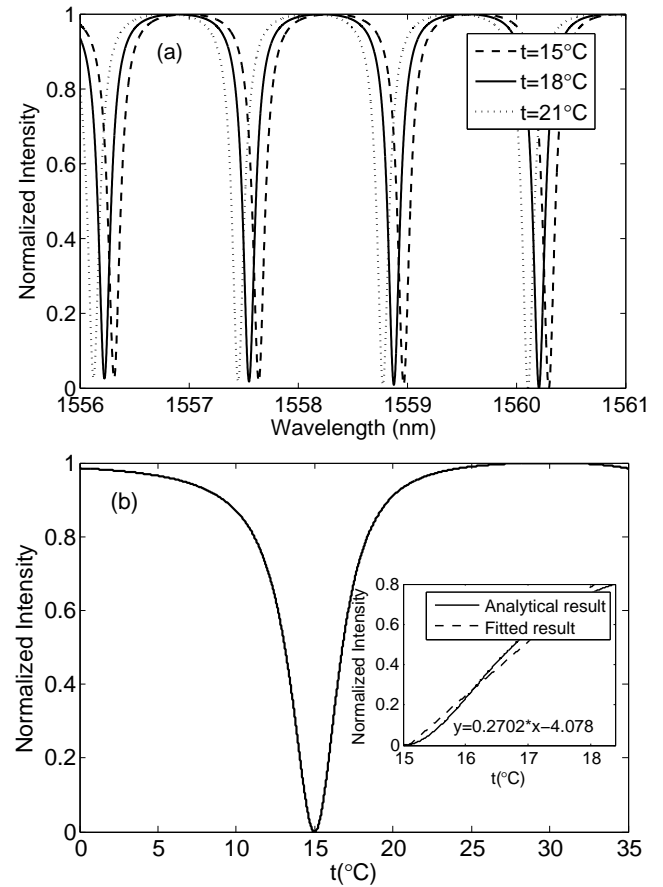 1
0.8
0.6
0.4
0.2
0
Normalized Intensity
(a)
t=15°C
t=18°C
t=21°C
1556 1557 1558 1559 1560 1561
Wavelength (nm)
1
0.8
0.6
0.4
0.2
0
Normalized Intensity
(b)
0.8
0.6
0.4
0.2
0
Normalized Intensity
Analytical result
Fitted result
y=0.2702*x−4.078
15 16 17 18
t(°C)
0 5 10 15 20 25 30 35
t(°C)